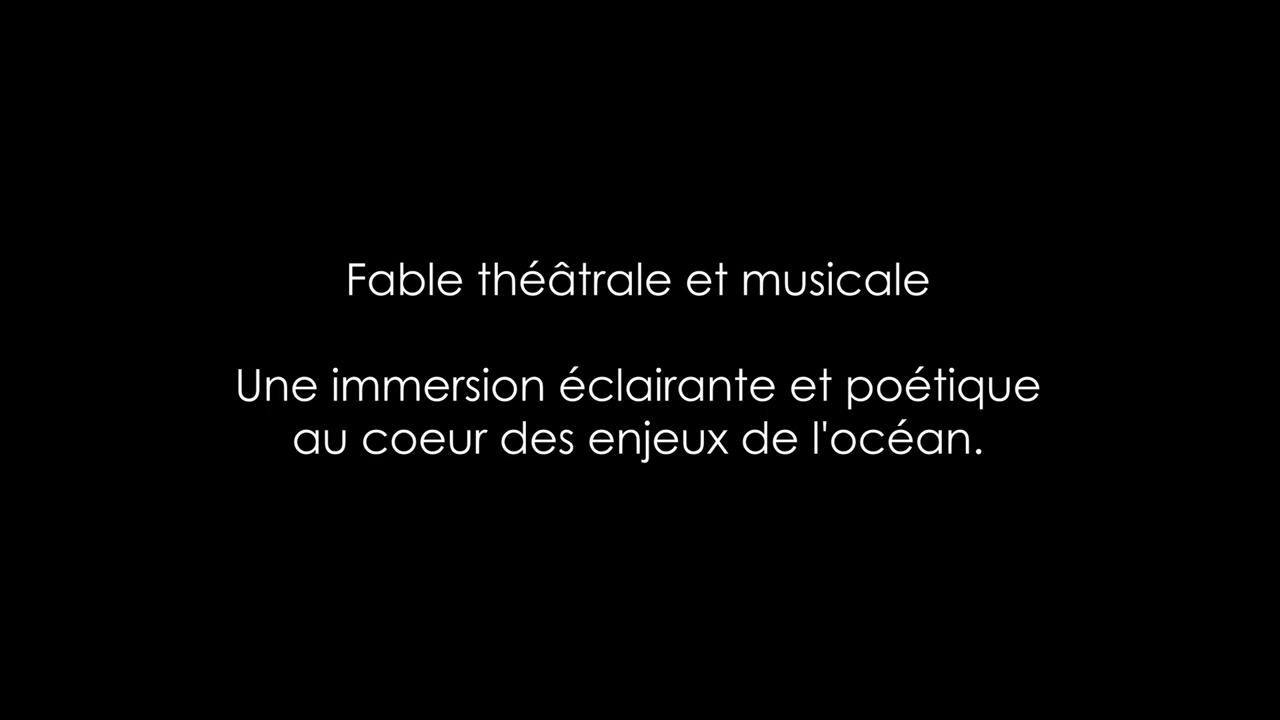 Fable théâtrale et musicale
Une immersion éclairante et poétique
au coeur des enjeux de l'océan.